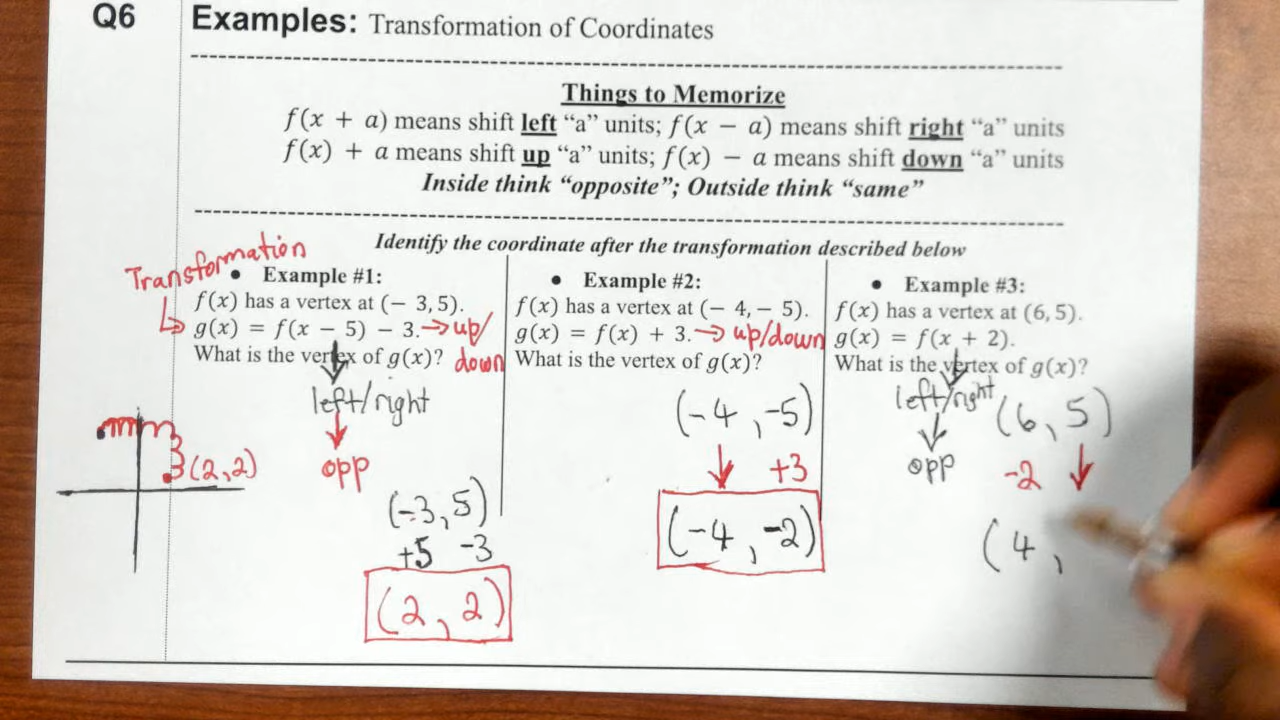 Q6 Examples: Transformation of Coordinates
Things to Memorize
f(x + a) means shift left “a” units; f(x − a) means shift right “a” units
f(x) + a means shift up “a” units; f(x) − a means shift down “a” units
Inside think “opposite”; Outside think “same”
Identify the coordinate after the transformation described below
Transformation
• Example #1:
f(x) has a vertex at (− 3, 5).
g(x) = f(x − 5) − 3. → up/
What is the vertex of g(x)? down
left/right
opp
(2,2)
(-3, 5)
+5 -3
(2, 2)
• Example #2:
f(x) has a vertex at (− 4, − 5).
g(x) = f(x) + 3. → up/down
What is the vertex of g(x)?
(-4, -5)
+3
(-4, -2)
• Example #3:
f(x) has a vertex at (6, 5).
g(x) = f(x + 2).
What is the vertex of g(x)?
left/right (6, 5)
opp -2
(4,